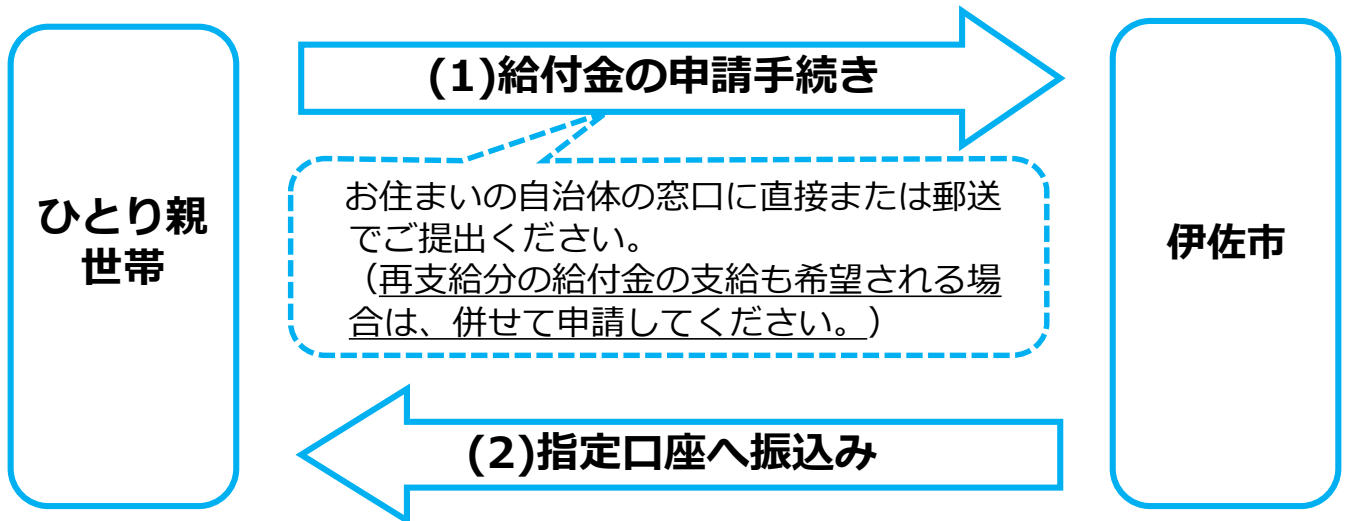 (1)給付金の申請手続き
お住まいの自治体の窓口に直接または郵送
でご提出ください。
（再支給分の給付金の支給も希望される場
合は、併せて申請してください。）
ひとり親
世帯
伊佐市
(2)指定口座へ振込み